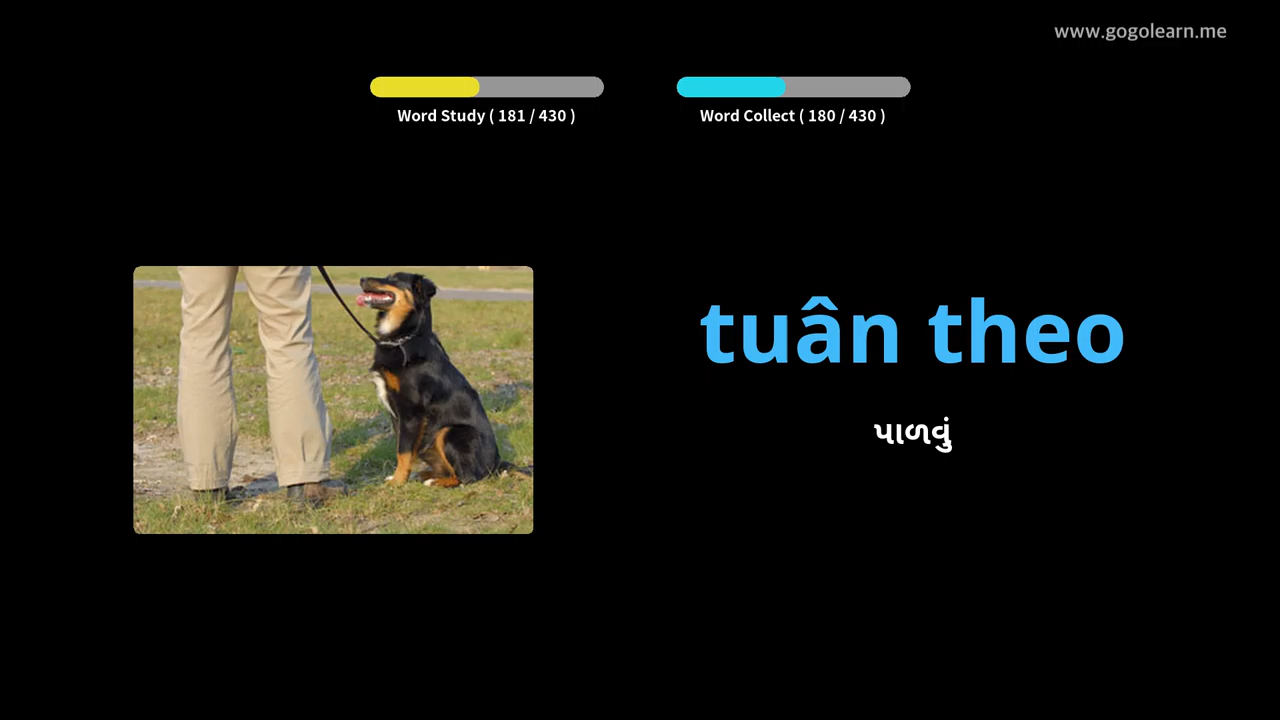 www.gogolearn.me
Word Study ( 181 / 430 )
Word Collect ( 180 / 430 )
tuân theo
પાળવું